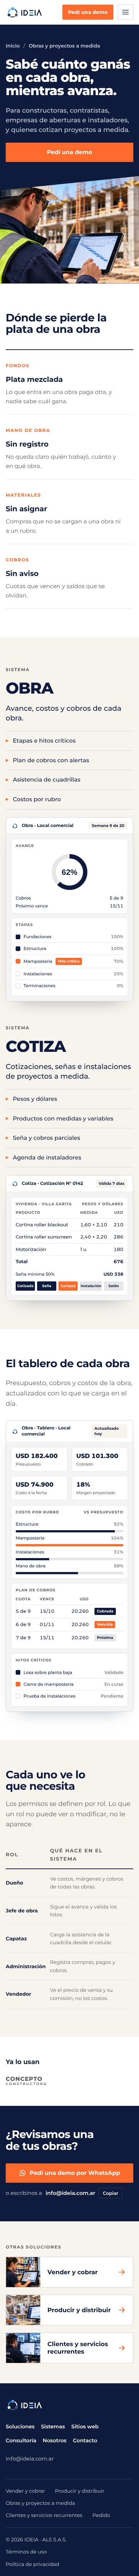 IDEIA
Pedí una demo
Inicio / Obras y proyectos a medida
Sabé cuánto ganás
en cada obra,
mientras avanza.
Para constructoras, contratistas,
empresas de aberturas e instaladores,
y quienes cotizan proyectos a medida.
Pedí una demo
Dónde se pierde la
plata de una obra
FONDOS
Plata mezclada
Lo que entra en una obra paga otra, y
nadie sabe cuál gana.
MANO DE OBRA
Sin registro
No queda claro quién trabajó, cuánto y
en qué obra.
MATERIALES
Sin asignar
Compras que no se cargan a una obra ni
a un rubro.
COBROS
Sin aviso
Cuotas que vencen y saldos que se
olvidan.
SISTEMA
OBRA
Avance, costos y cobros de cada
obra.
Etapas e hitos críticos
Plan de cobros con alertas
Asistencia de cuadrillas
Costos por rubro
Obra · Local comercial
Semana 9 de 20
AVANCE
62%
Cobros 5 de 9
Próximo vence 15/11
ETAPAS
Fundaciones 100%
Estructura 100%
Mampostería Hito crítico 70%
Instalaciones 20%
Terminaciones 0%
SISTEMA
COTIZA
Cotizaciones, señas e instalaciones
de proyectos a medida.
Pesos y dólares
Productos con medidas y variables
Seña y cobros parciales
Agenda de instaladores
Cotiza · Cotización N° 0142
Válida 7 días
VIVIENDA · VILLA SARITA PESOS Y DÓLARES
PRODUCTO MEDIDA USD
Cortina roller blackout 1,60 × 2,10 210
Cortina roller sunscreen 2,40 × 2,20 286
Motorización 1 u 180
Total 676
Seña mínima 50% USD 338
Cotizada Seña Compra Instalación Saldo
El tablero de cada obra
Presupuesto, cobros y costos de la obra,
actualizados con lo que se carga en el
día.
Obra · Tablero · Local
comercial
Actualizado
hoy
USD 182.400
Presupuesto
USD 101.300
Cobrado
USD 74.900
Costo a la fecha
18%
Margen proyectado
COSTO POR RUBRO VS PRESUPUESTO
Estructura 92%
Mampostería 104%
Instalaciones 31%
Mano de obra 58%
PLAN DE COBROS
CUOTA VENCE USD
5 de 9 15/10 20.260 Cobrada
6 de 9 01/11 20.260 Vencida
7 de 9 15/11 20.260 Próxima
HITOS CRÍTICOS
Losa sobre planta baja Validado
Cierre de mampostería En curso
Prueba de instalaciones Pendiente
Cada uno ve lo
que necesita
Los permisos se definen por rol. Lo que
un rol no puede ver o modificar, no le
aparece.
ROL QUÉ HACE EN EL
SISTEMA
Dueño Ve costos, márgenes y cobros
de todas las obras.
Jefe de obra Sigue el avance y valida los
hitos.
Capataz Carga la asistencia de la
cuadrilla desde el celular.
Administración Registra compras, pagos y
cobros.
Vendedor Ve el precio de venta y su
comisión, no los costos.
Ya lo usan
CONCEPTO
CONSTRUCTORA
¿Revisamos una
de tus obras?
Pedí una demo por WhatsApp
o escribinos a info@ideia.com.ar Copiar
OTRAS SOLUCIONES
Vender y cobrar
Producir y distribuir
Clientes y servicios
recurrentes
IDEIA
Soluciones Sistemas Sitios web
Consultoría Nosotros Contacto
info@ideia.com.ar
Vender y cobrar Producir y distribuir
Obras y proyectos a medida
Clientes y servicios recurrentes Pedido
© 2026 IDEIA · ALS S.A.S.
Términos de uso
Política de privacidad